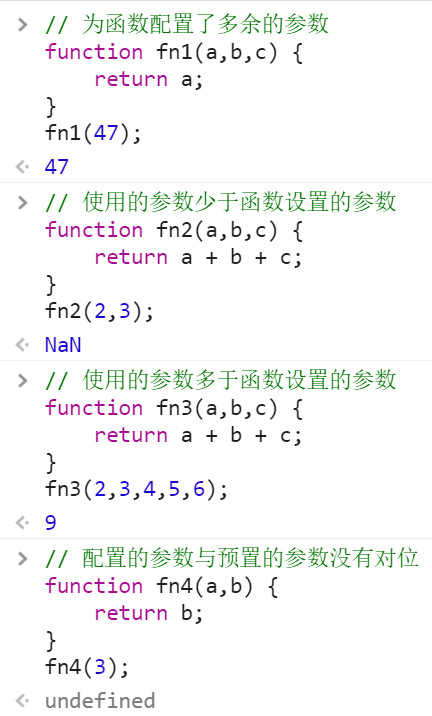 // 为函数配置了多余的参数
function fn1(a,b,c) {
    return a;
}
fn1(47);
47
// 使用的参数少于函数设置的参数
function fn2(a,b,c) {
    return a + b + c;
}
fn2(2,3);
NaN
// 使用的参数多于函数设置的参数
function fn3(a,b,c) {
    return a + b + c;
}
fn3(2,3,4,5,6);
9
// 配置的参数与预置的参数没有对位
function fn4(a,b) {
    return b;
}
fn4(3);
undefined